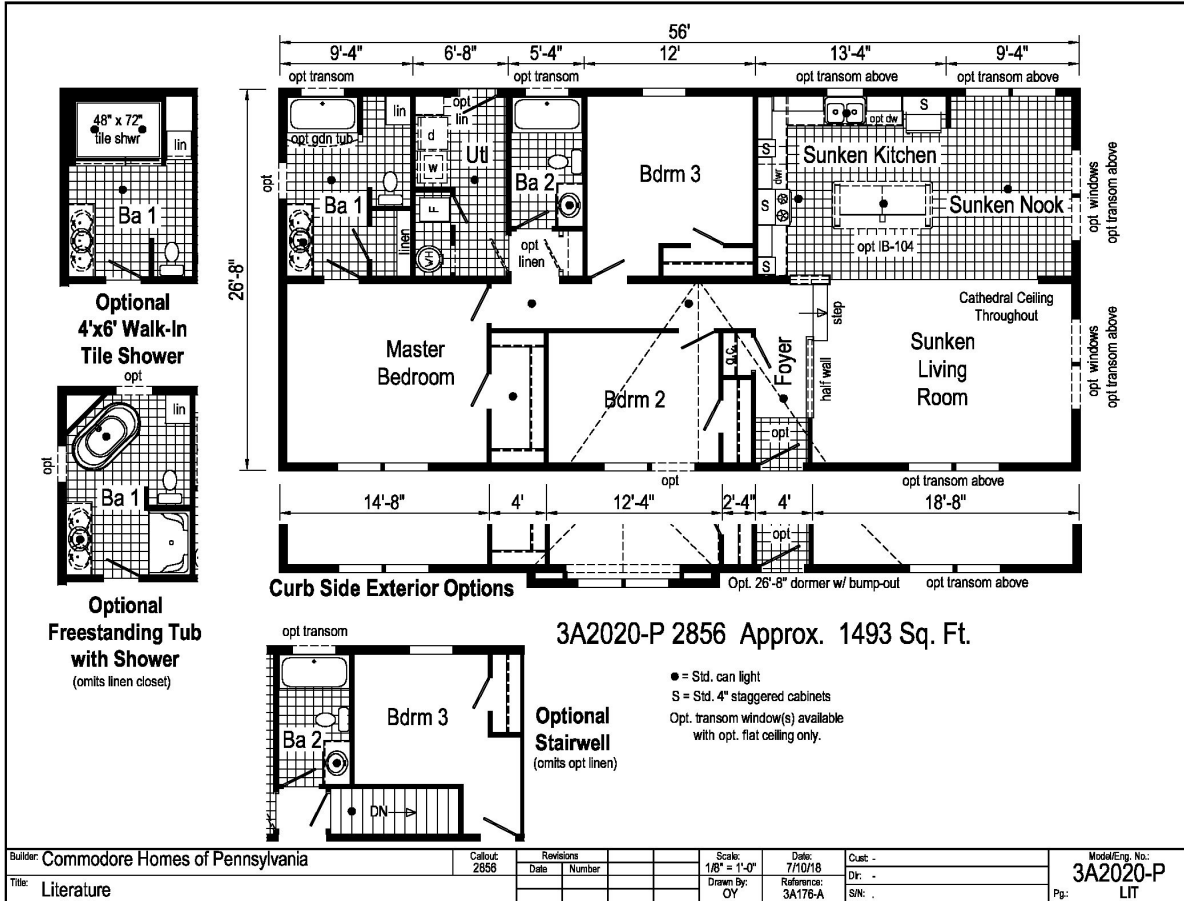 56'
9'-4" 6'-8" 5'-4" 12' 13'-4" 9'-4"
opt transom opt transom opt transom above opt transom above
26'-8"
48" x 72"
tile shwr
lin
Ba 1
Optional
4'x6' Walk-In
Tile Shower
opt
lin
opt
Ba 1
Optional
Freestanding Tub
with Shower
(omits linen closet)
opt gdn tub
lin
opt
Ba 1
linen
opt
lin
d
w
Utl
F
WH
Ba 2
opt
linen
Bdrm 3
S
opt dw
S
dwr
S
S
Sunken Kitchen
opt IB-104
Sunken Nook
opt windows
opt transom above
Master
Bedroom
Bdrm 2
g.c.
Foyer
step
half wall
opt
Cathedral Ceiling
Throughout
Sunken
Living
Room
opt windows
opt transom above
opt
opt transom above
14'-8" 4' 12'-4" 2'-4" 4' 18'-8"
opt
Curb Side Exterior Options
Opt. 26'-8" dormer w/ bump-out
opt transom above
3A2020-P 2856 Approx. 1493 Sq. Ft.
● = Std. can light
S = Std. 4" staggered cabinets
Opt. transom window(s) available
with opt. flat ceiling only.
opt transom
Ba 2
Bdrm 3
DN
Optional
Stairwell
(omits opt linen)
Builder: Commodore Homes of Pennsylvania
Title: Literature
Callout:
2856
Revisions
Date Number
Scale:
1/8" = 1'-0"
Drawn By:
OY
Date:
7/10/18
Reference:
3A176-A
Cust: -
Dir: -
S/N: .
Model/Eng. No.:
3A2020-P
Pg.: LIT